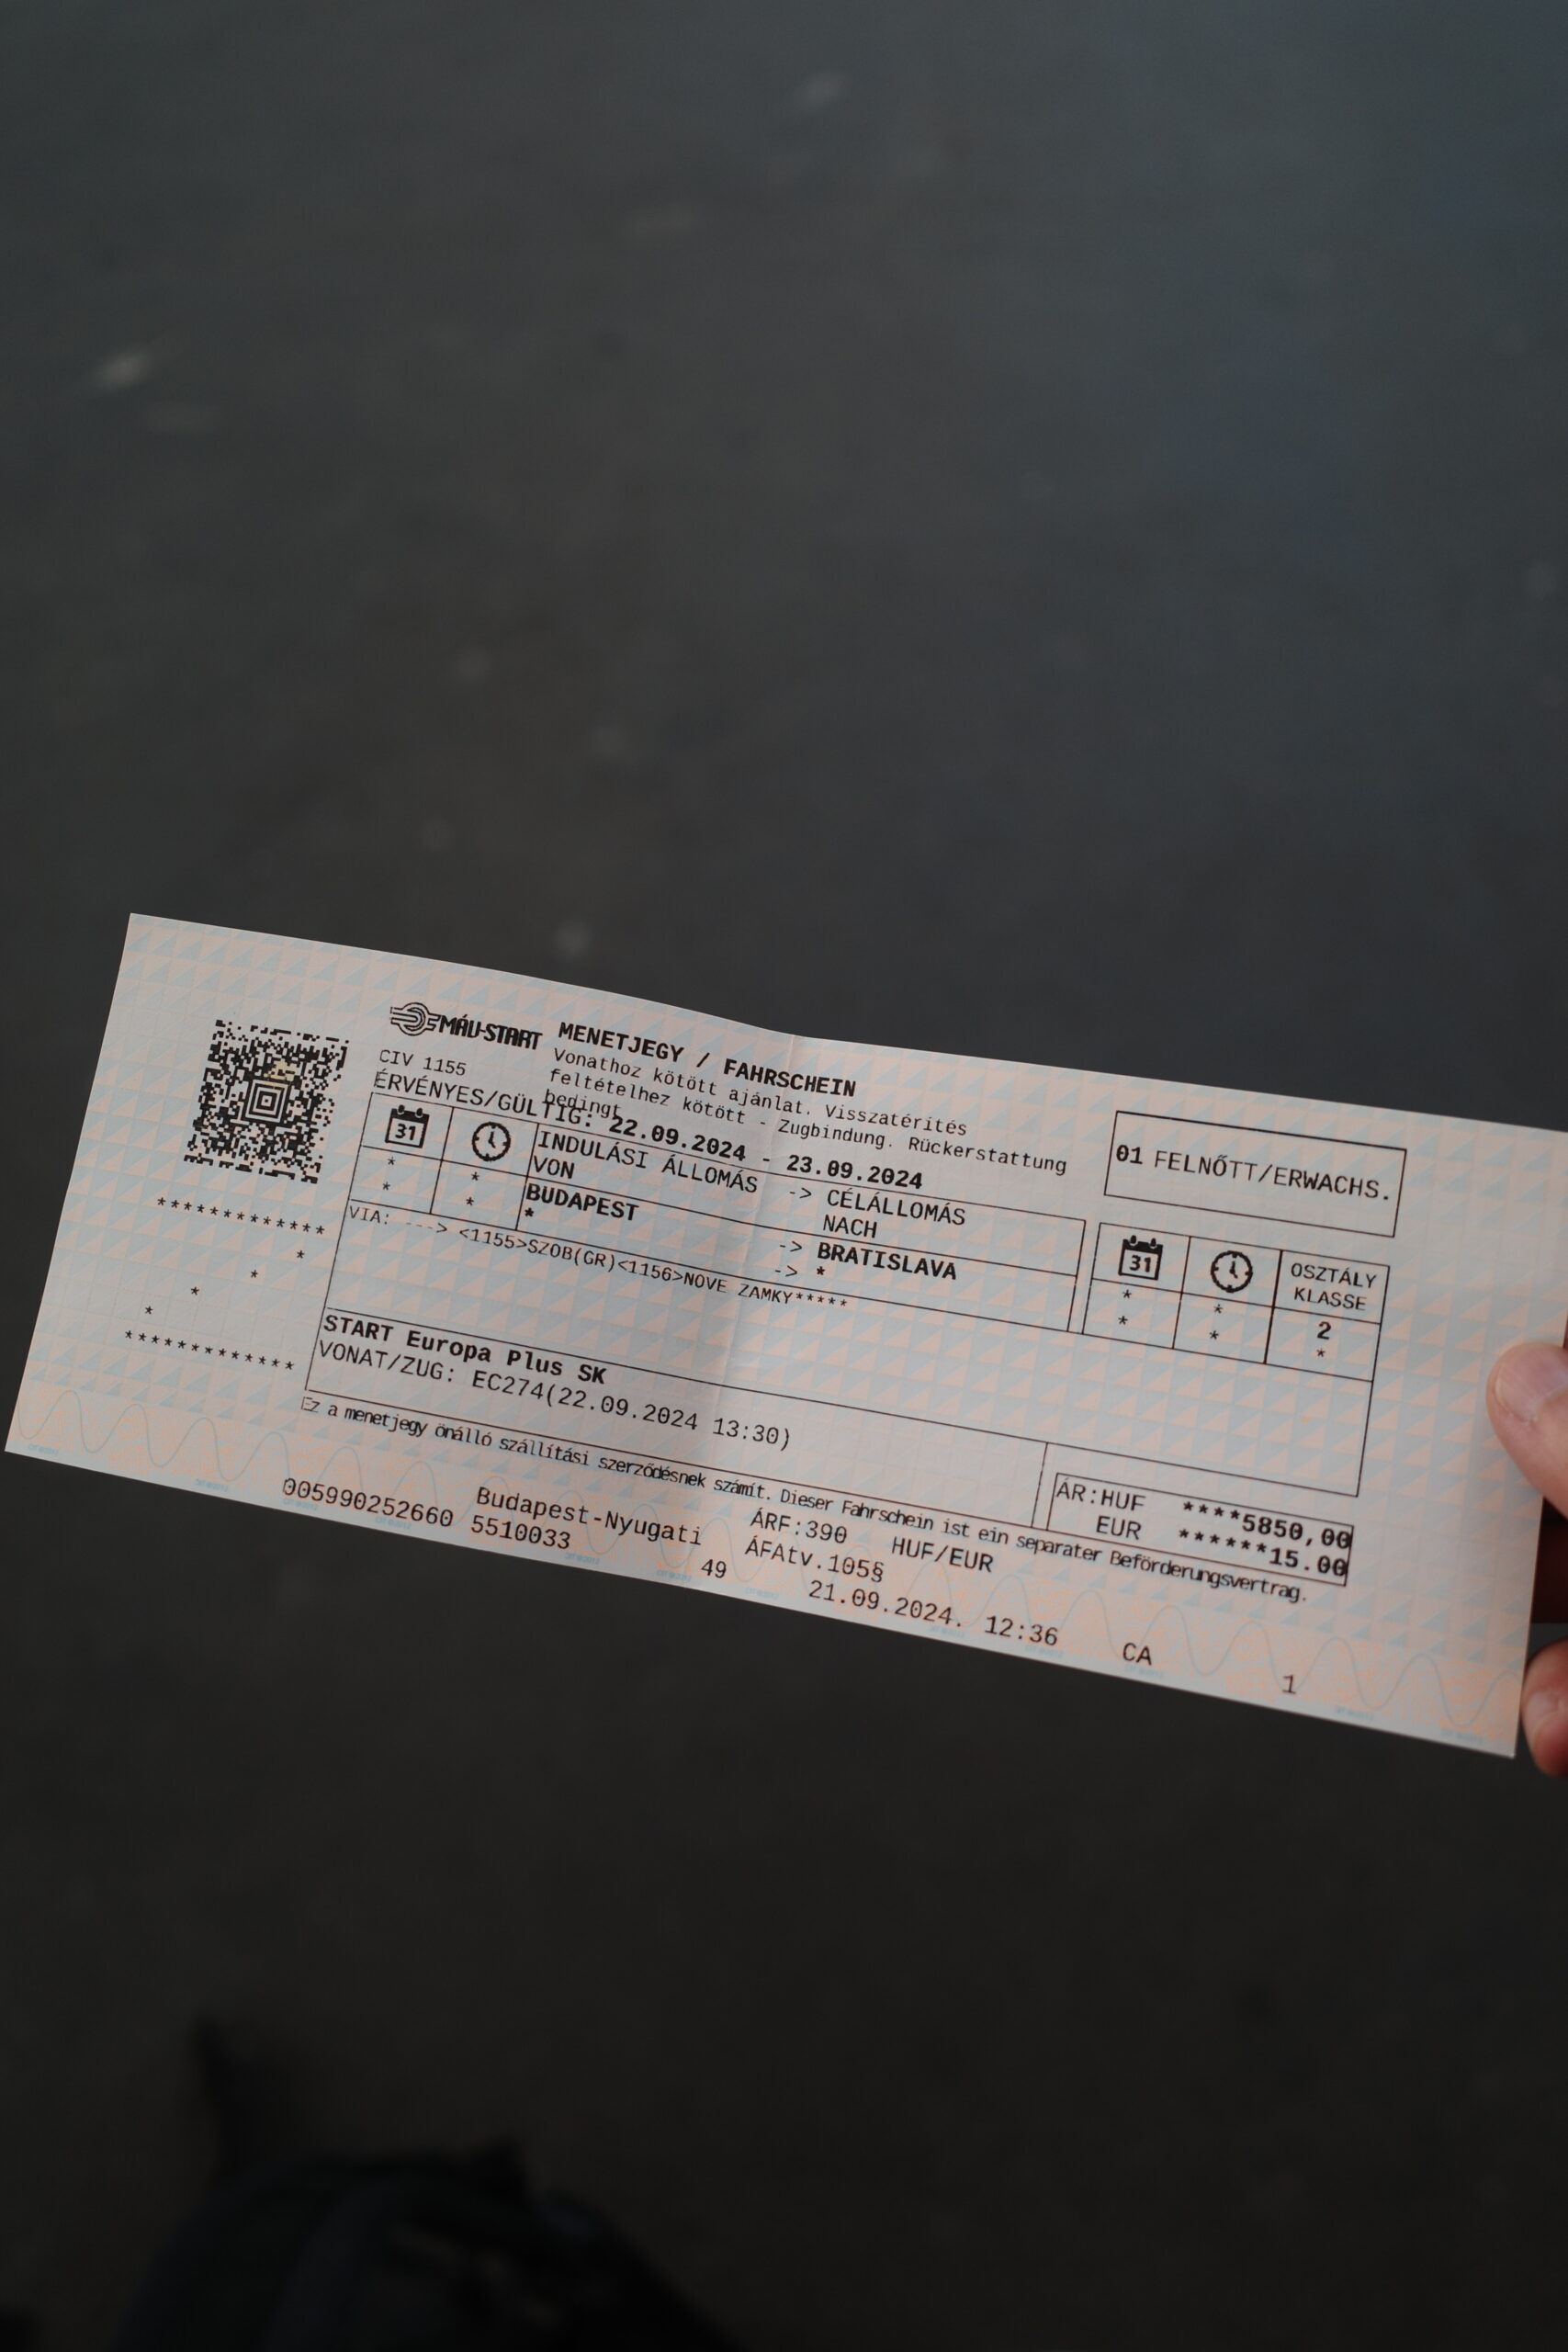 MÁV-START
MENETJEGY / FAHRSCHEIN
CIV 1155
Vonathoz kötött ajánlat. Visszatérítés
feltételhez kötött - Zugbindung. Rückerstattung
bedingt
ÉRVÉNYES/GÜLTIG: 22.09.2024 - 23.09.2024
01 FELNŐTT/ERWACHS.
31
INDULÁSI ÁLLOMÁS -> CÉLÁLLOMÁS
VON NACH
31
OSZTÁLY
KLASSE
* * BUDAPEST -> BRATISLAVA * * 2
* * * -> * * * *
VIA: ---> <1155>SZOB(GR)<1156>NOVE ZAMKY*****
*************
*
*
*
*
*************
START Europa Plus SK
VONAT/ZUG: EC274(22.09.2024 13:30)
ÁR:HUF ****5850,00
EUR ******15.00
Ez a menetjegy önálló szállítási szerződésnek számít. Dieser Fahrschein ist ein separater Beförderungsvertrag.
Budapest-Nyugati ÁRF:390 HUF/EUR
005990252660 5510033 ÁFAtv.105§
49 21.09.2024. 12:36 CA 1